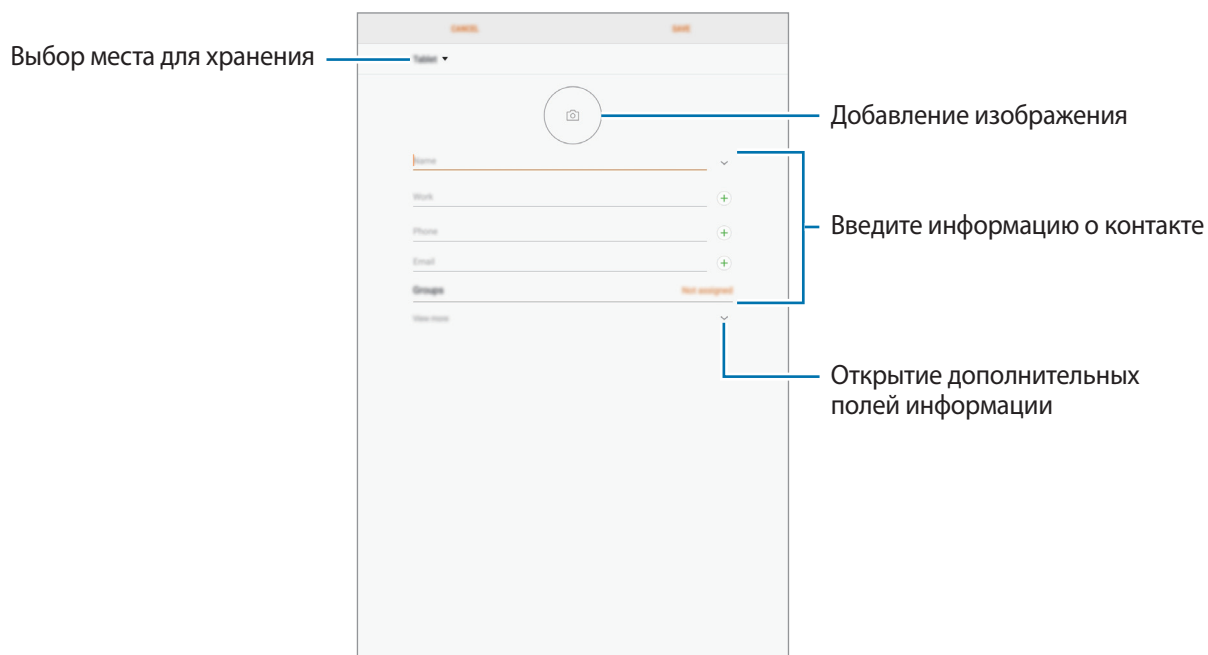 CANCEL
SAVE
Выбор места для хранения
Tablet
Добавление изображения
Name
Work
Phone
Введите информацию о контакте
Email
Groups
Not assigned
View more
Открытие дополнительных
полей информации